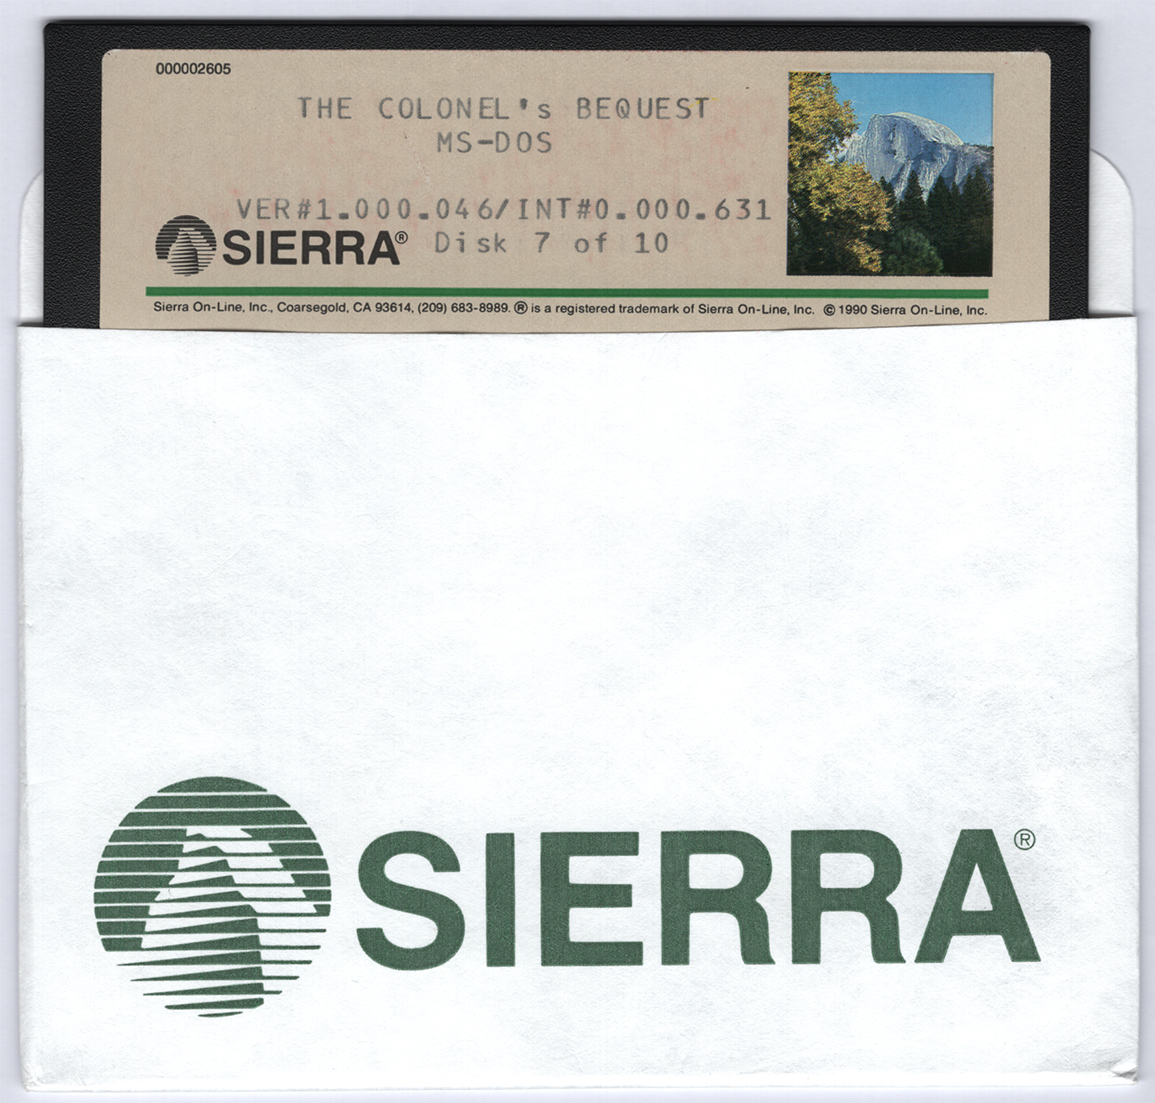 000002605
THE COLONEL's BEQUEST
MS-DOS
VER#1.000.046/INT#0.000.631
SIERRA® Disk 7 of 10
Sierra On-Line, Inc., Coarsegold, CA 93614, (209) 683-8989. ® is a registered trademark of Sierra On-Line, Inc. © 1990 Sierra On-Line, Inc.
SIERRA®